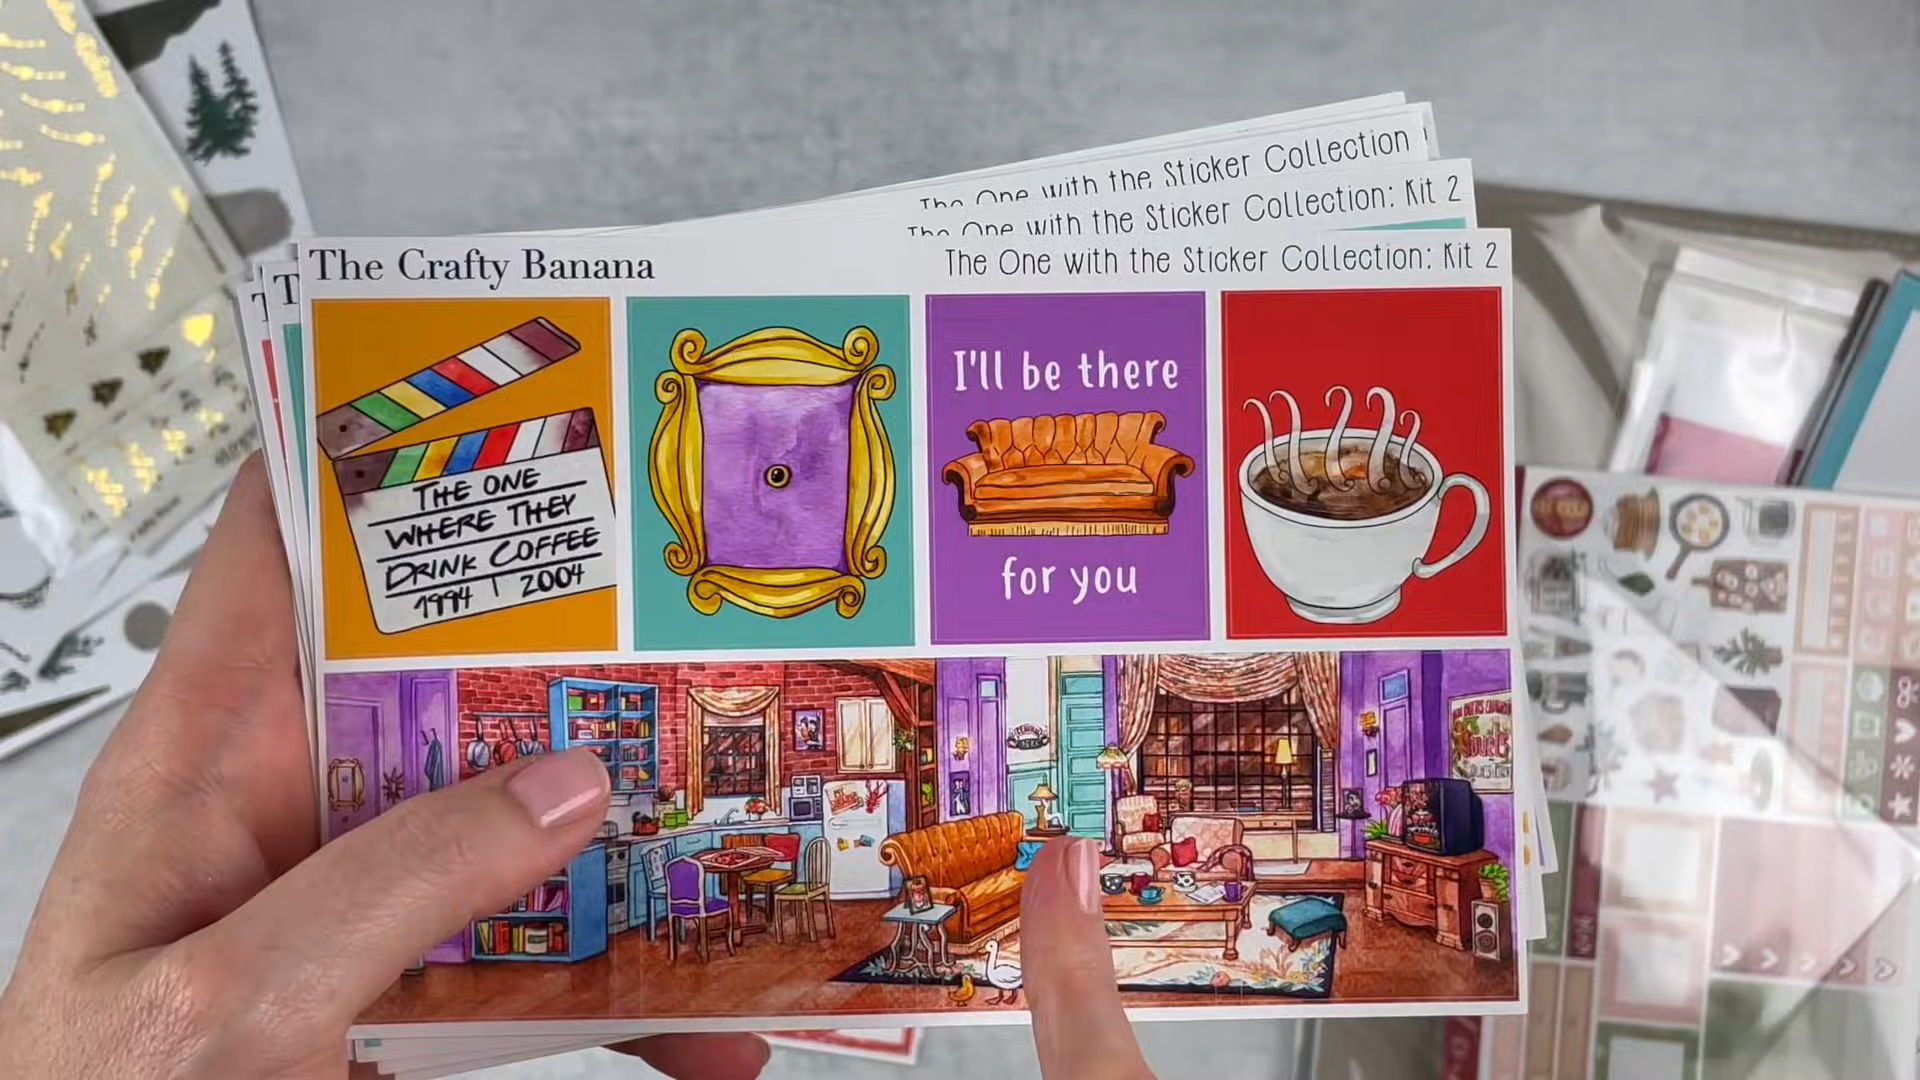 The One with the Sticker Collection
The One with the Sticker Collection: Kit 2
The Crafty Banana
The One with the Sticker Collection: Kit 2
THE ONE
WHERE THEY
DRINK COFFEE
1994 | 2004
I'll be there
for you